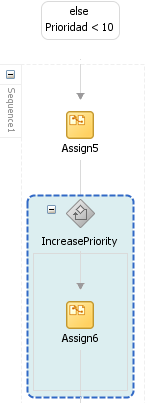 else
Prioridad < 10
Sequence1
Assign5
IncreasePriority
Assign6